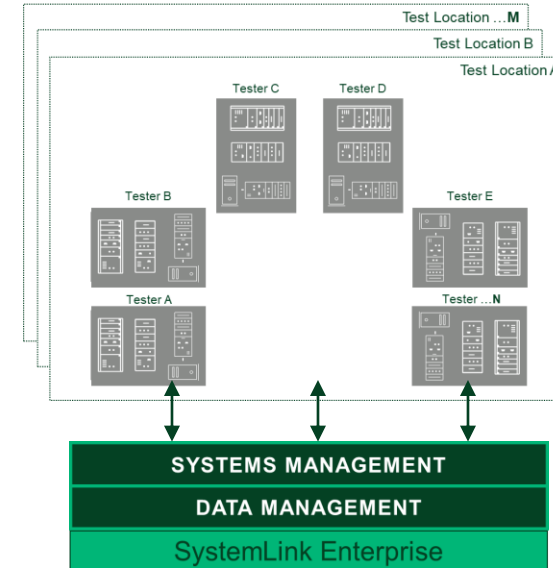 Test Location ...M
Test Location B
Test Location A
Tester C
Tester D
Tester B
Tester E
Tester A
Tester ...N
SYSTEMS MANAGEMENT
DATA MANAGEMENT
SystemLink Enterprise